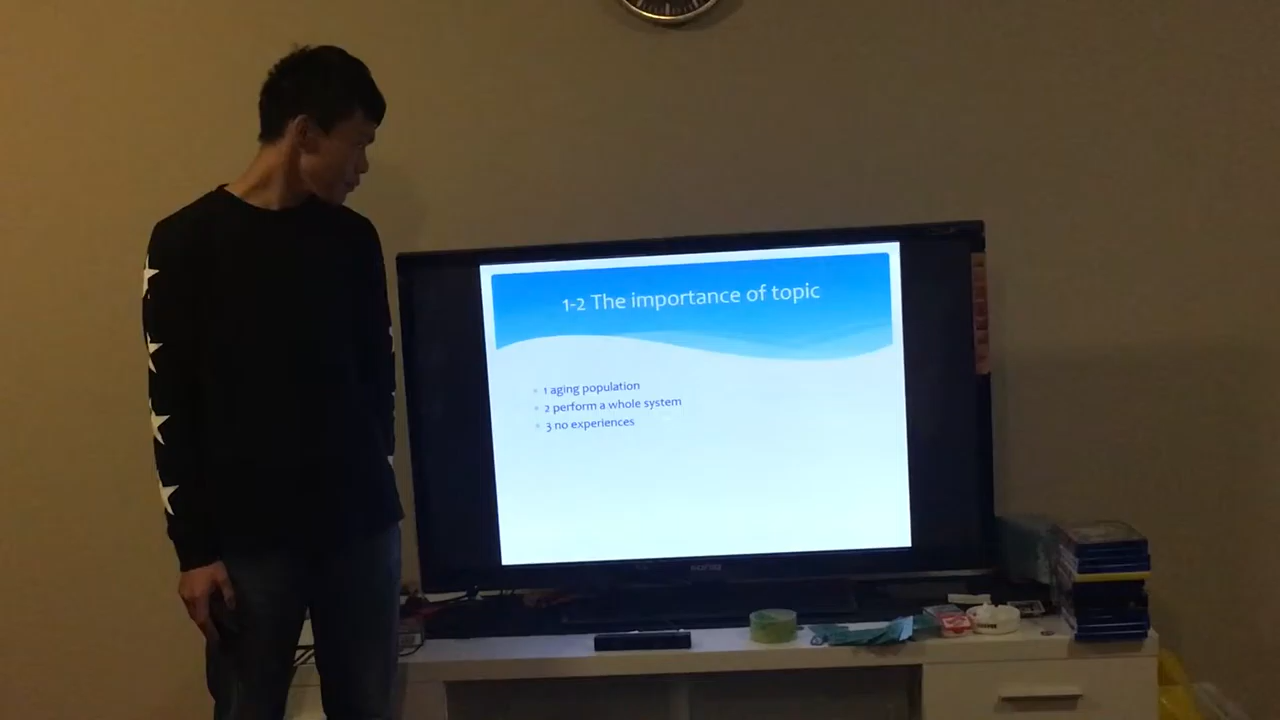 1-2 The importance of topic
1 aging population
2 perform a whole system
3 no experiences